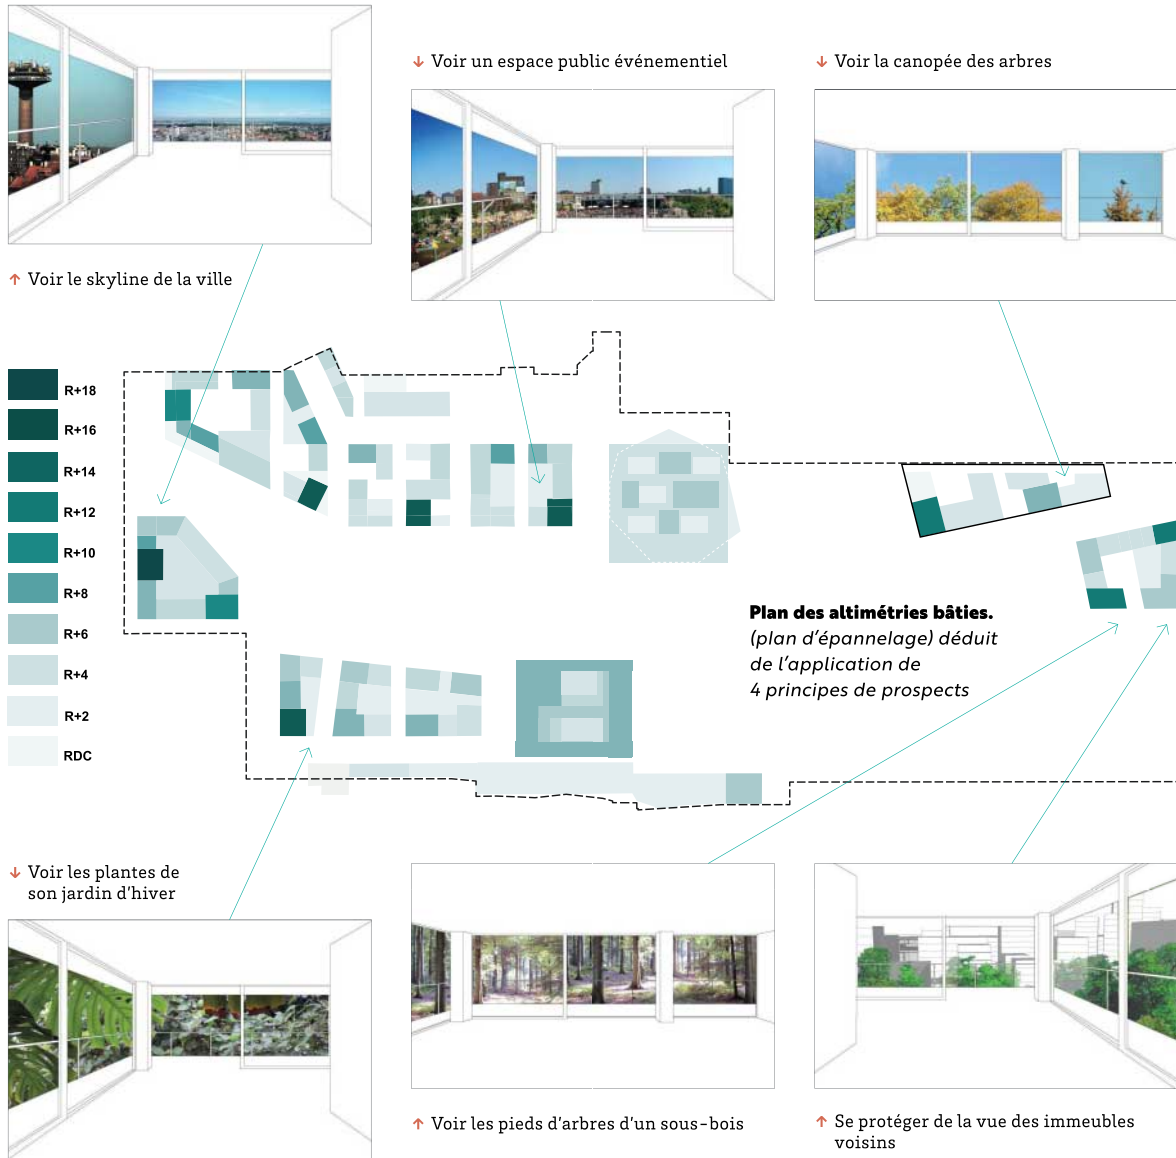 ↓ Voir un espace public événementiel
↓ Voir la canopée des arbres
↑ Voir le skyline de la ville
R+18
R+16
R+14
R+12
R+10
R+8
R+6
R+4
R+2
RDC
Plan des altimétries bâties.
(plan d'épannelage) déduit
de l'application de
4 principes de prospects
↓ Voir les plantes de
son jardin d'hiver
↑ Voir les pieds d'arbres d'un sous-bois
↑ Se protéger de la vue des immeubles
voisins